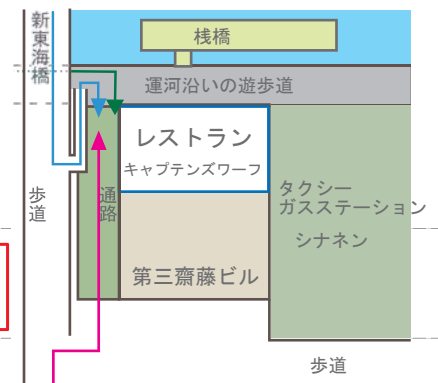 新東海橋
桟橋
運河沿いの遊歩道
レストラン
キャプテンズワーフ
通路
歩道
タクシー
ガスステーション
シナネン
第三齋藤ビル
歩道